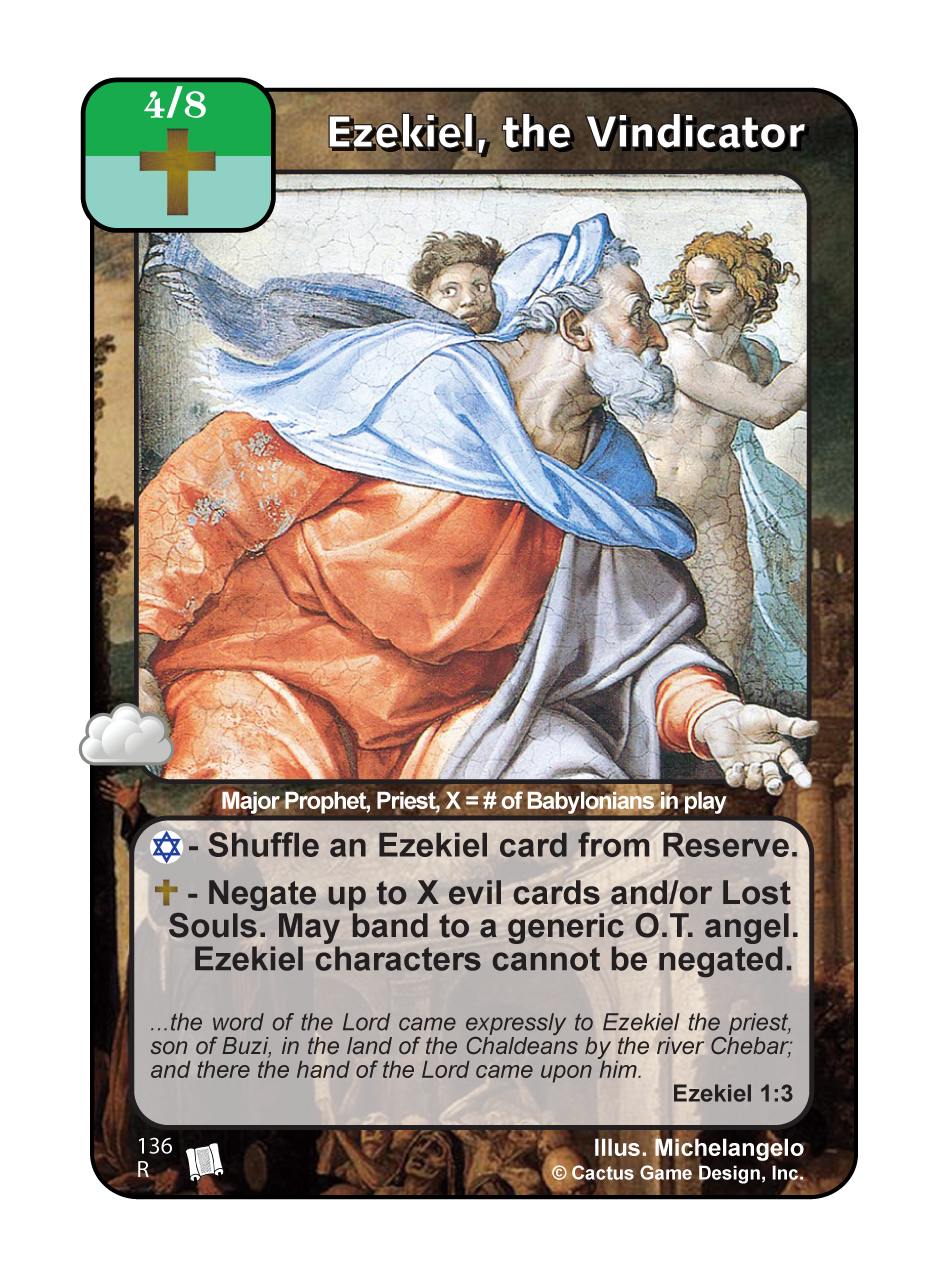 4/8
Ezekiel, the Vindicator
Major Prophet, Priest, X = # of Babylonians in play
✡ - Shuffle an Ezekiel card from Reserve.
✝ - Negate up to X evil cards and/or Lost
Souls. May band to a generic O.T. angel.
Ezekiel characters cannot be negated.
...the word of the Lord came expressly to Ezekiel the priest,
son of Buzi, in the land of the Chaldeans by the river Chebar;
and there the hand of the Lord came upon him.
Ezekiel 1:3
136
R
Illus. Michelangelo
© Cactus Game Design, Inc.